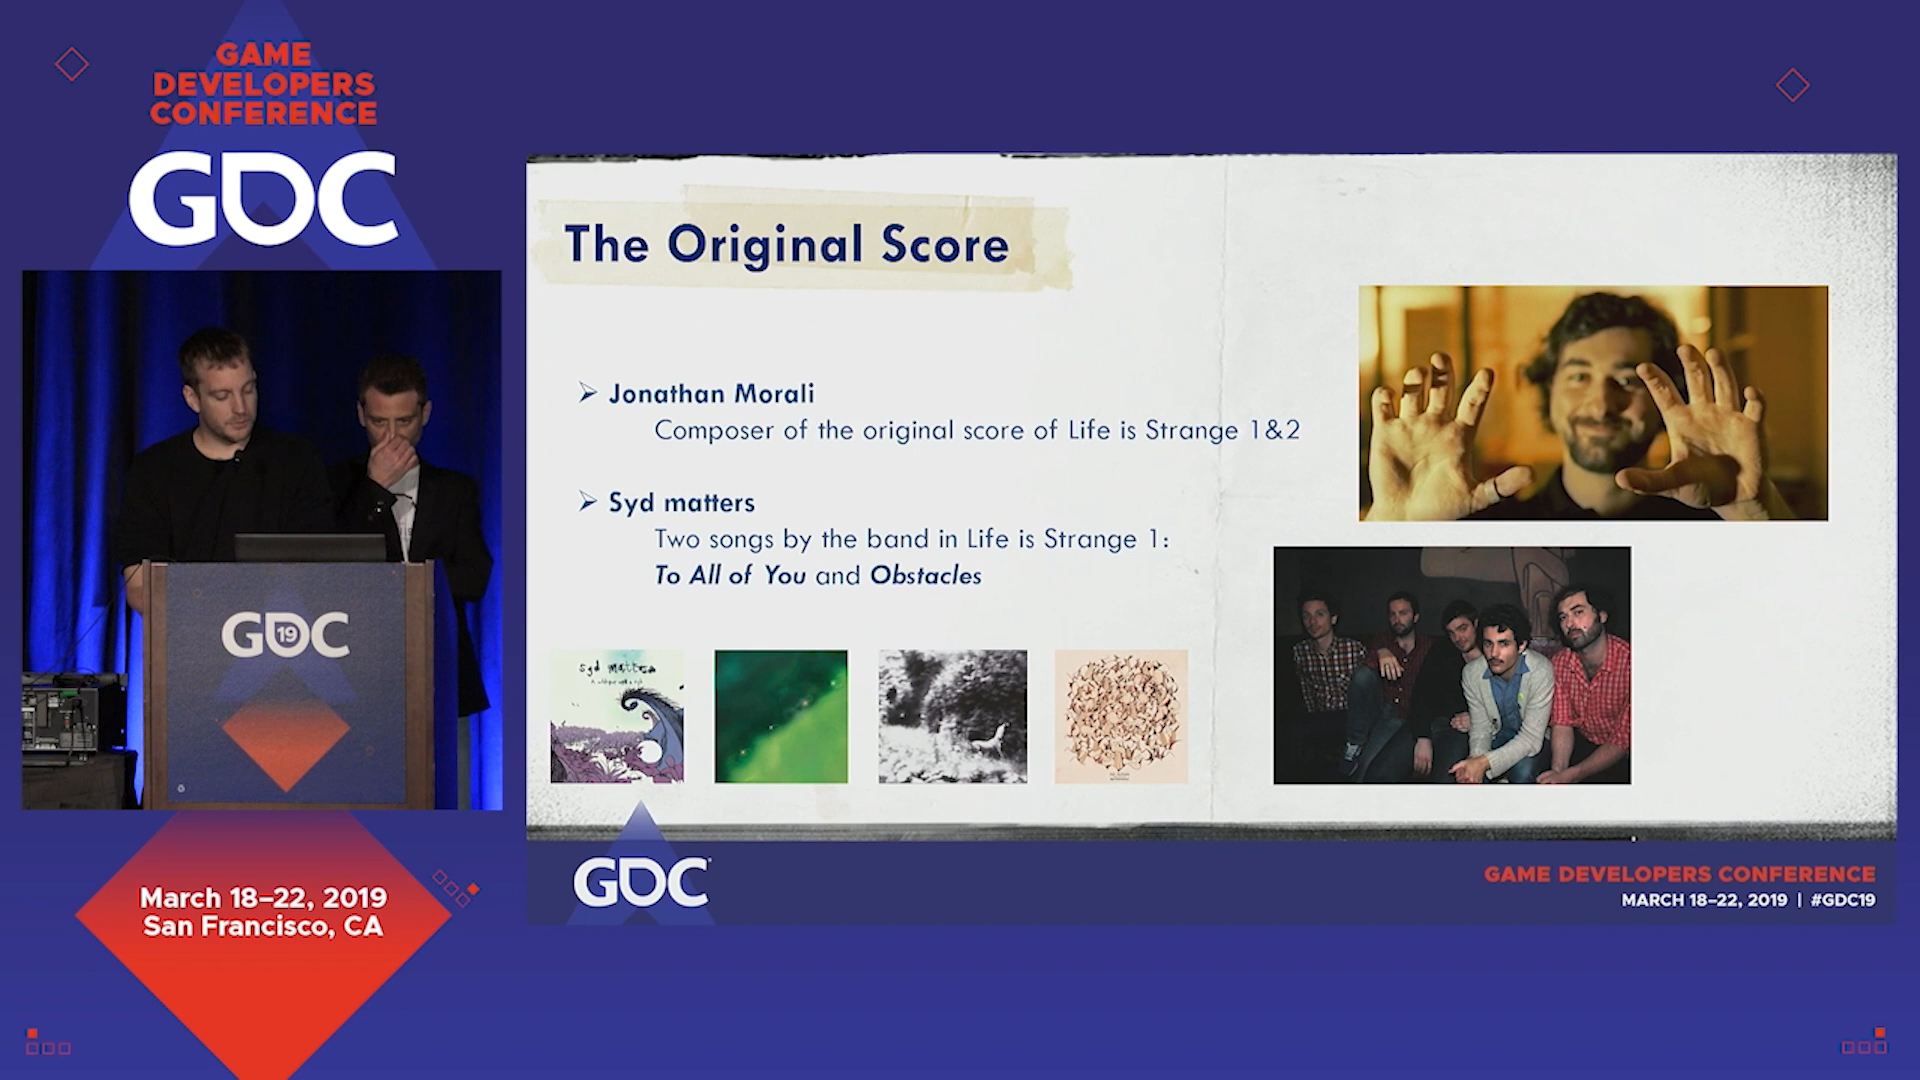 GAME
DEVELOPERS
CONFERENCE
GDC
GDC
19
March 18–22, 2019
San Francisco, CA
The Original Score
➢ Jonathan Morali
Composer of the original score of Life is Strange 1&2
➢ Syd matters
Two songs by the band in Life is Strange 1:
To All of You and Obstacles
syd matters
GDC
GAME DEVELOPERS CONFERENCE
MARCH 18–22, 2019 | #GDC19